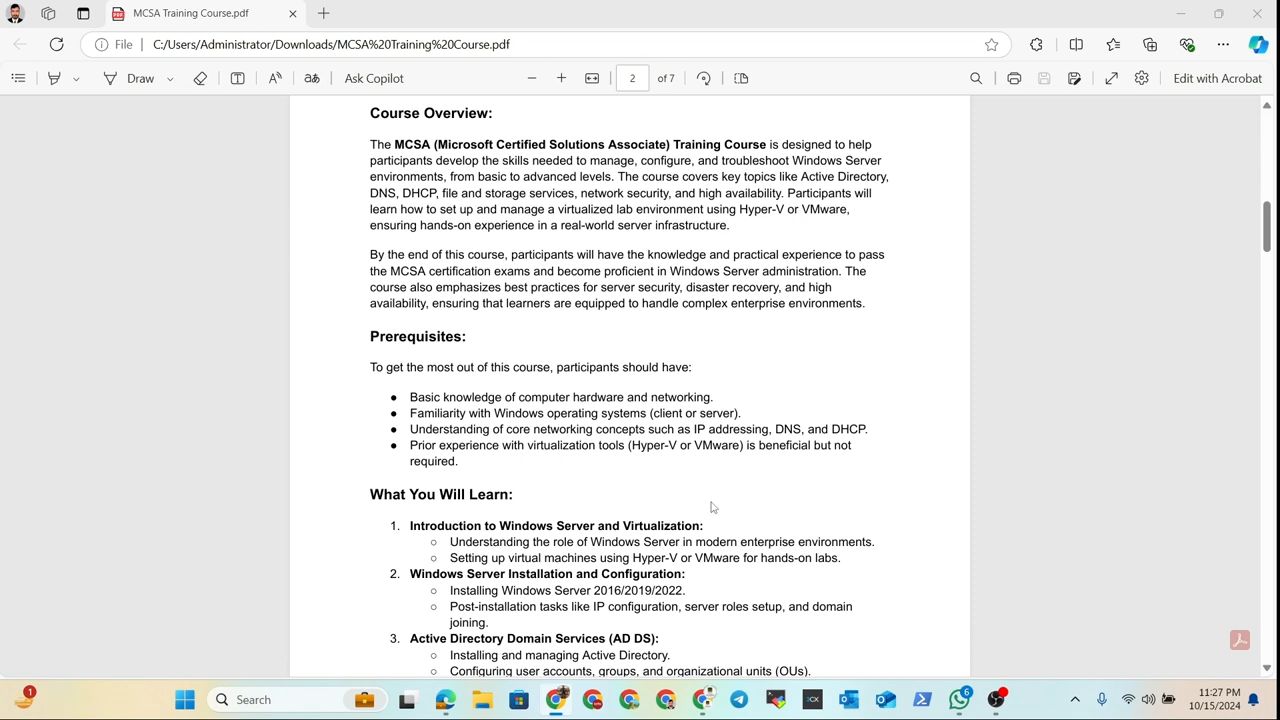 MCSA Training Course.pdf
File
C:/Users/Administrator/Downloads/MCSA%20Training%20Course.pdf
Draw
aあ
Ask Copilot
2
of 7
Edit with Acrobat
Course Overview:
The MCSA (Microsoft Certified Solutions Associate) Training Course is designed to help
participants develop the skills needed to manage, configure, and troubleshoot Windows Server
environments, from basic to advanced levels. The course covers key topics like Active Directory,
DNS, DHCP, file and storage services, network security, and high availability. Participants will
learn how to set up and manage a virtualized lab environment using Hyper-V or VMware,
ensuring hands-on experience in a real-world server infrastructure.
By the end of this course, participants will have the knowledge and practical experience to pass
the MCSA certification exams and become proficient in Windows Server administration. The
course also emphasizes best practices for server security, disaster recovery, and high
availability, ensuring that learners are equipped to handle complex enterprise environments.
Prerequisites:
To get the most out of this course, participants should have:
● Basic knowledge of computer hardware and networking.
● Familiarity with Windows operating systems (client or server).
● Understanding of core networking concepts such as IP addressing, DNS, and DHCP.
● Prior experience with virtualization tools (Hyper-V or VMware) is beneficial but not
required.
What You Will Learn:
1. Introduction to Windows Server and Virtualization:
○ Understanding the role of Windows Server in modern enterprise environments.
○ Setting up virtual machines using Hyper-V or VMware for hands-on labs.
2. Windows Server Installation and Configuration:
○ Installing Windows Server 2016/2019/2022.
○ Post-installation tasks like IP configuration, server roles setup, and domain
joining.
3. Active Directory Domain Services (AD DS):
○ Installing and managing Active Directory.
○ Configuring user accounts, groups, and organizational units (OUs).
1
Search
6
11:27 PM
10/15/2024